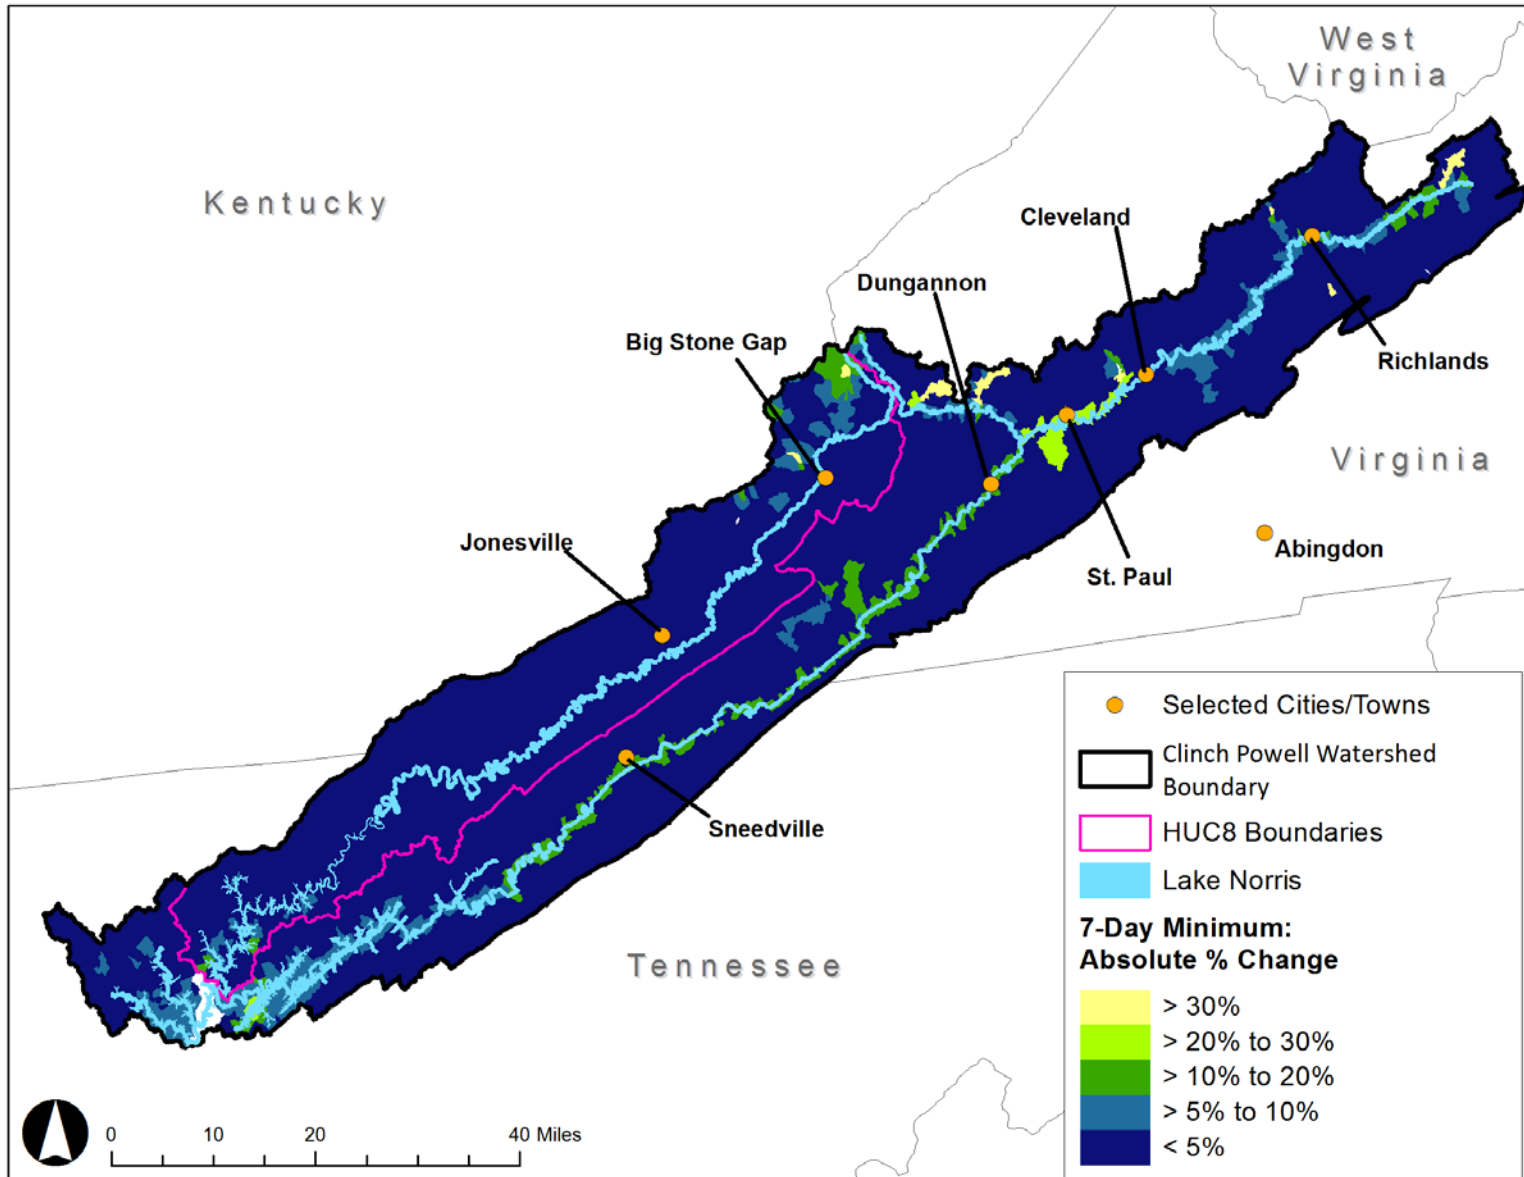 West
Virginia
Kentucky
Cleveland
Dungannon
Big Stone Gap
Richlands
Virginia
Jonesville
Abingdon
St. Paul
Sneedville
Tennessee
Selected Cities/Towns
Clinch Powell Watershed
Boundary
HUC8 Boundaries
Lake Norris
7-Day Minimum:
Absolute % Change
> 30%
> 20% to 30%
> 10% to 20%
> 5% to 10%
< 5%
0 10 20 40 Miles